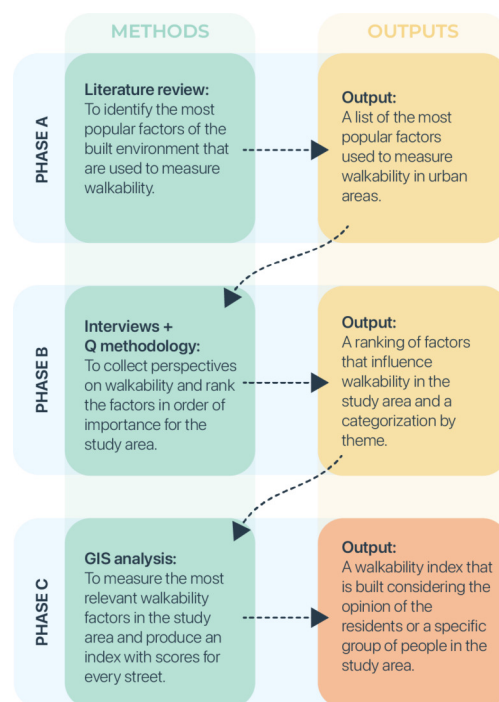 METHODS
OUTPUTS
PHASE A
Literature review:
To identify the most
popular factors of the
built environment that
are used to measure
walkability.
Output:
A list of the most
popular factors
used to measure
walkability in urban
areas.
PHASE B
Interviews +
Q methodology:
To collect perspectives
on walkability and rank
the factors in order of
importance for the
study area.
Output:
A ranking of factors
that influence
walkability in the
study area and a
categorization by
theme.
PHASE C
GIS analysis:
To measure the most
relevant walkability
factors in the study
area and produce an
index with scores for
every street.
Output:
A walkability index that
is built considering the
opinion of the
residents or a specific
group of people in the
study area.